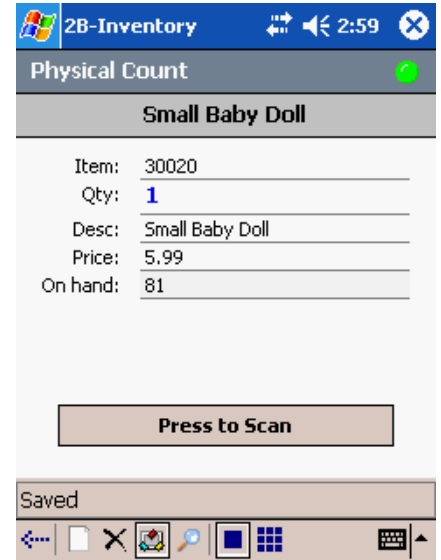 2B-Inventory 2:59
Physical Count
Small Baby Doll
Item: 30020
Qty: 1
Desc: Small Baby Doll
Price: 5.99
On hand: 81
Press to Scan
Saved